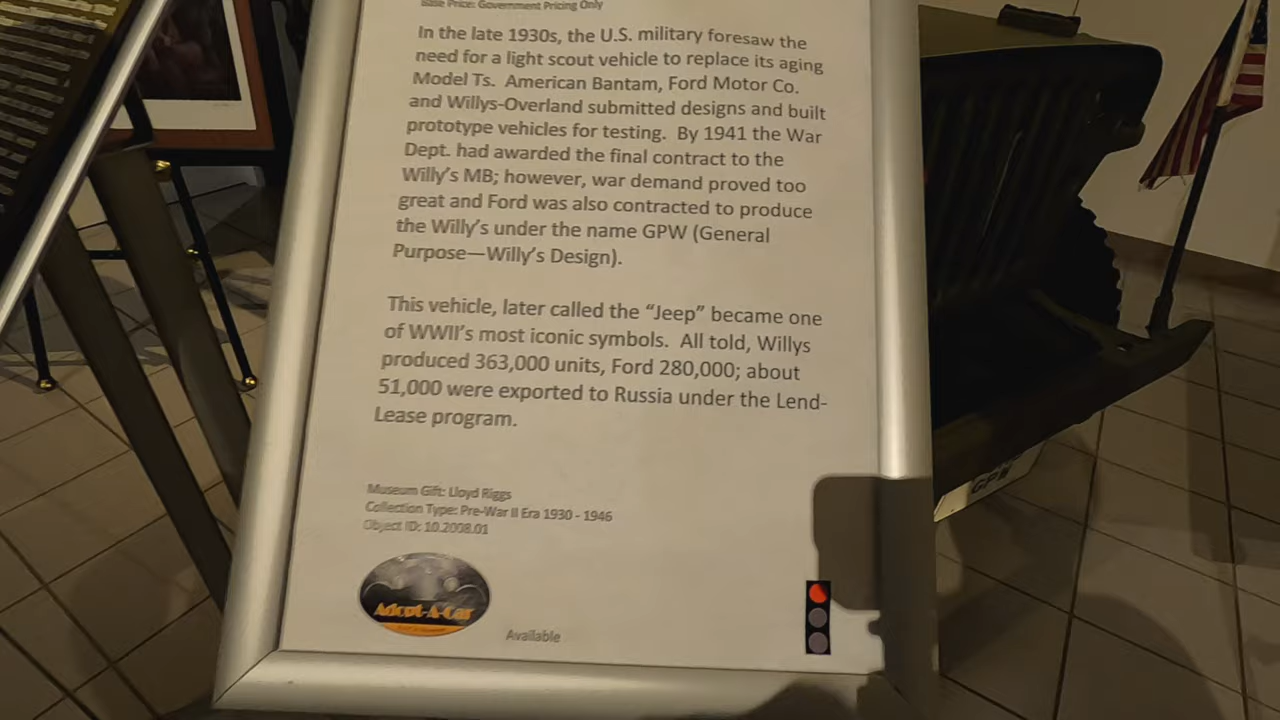 Base Price: Government Pricing Only
In the late 1930s, the U.S. military foresaw the
need for a light scout vehicle to replace its aging
Model Ts. American Bantam, Ford Motor Co.
and Willys-Overland submitted designs and built
prototype vehicles for testing. By 1941 the War
Dept. had awarded the final contract to the
Willy's MB; however, war demand proved too
great and Ford was also contracted to produce
the Willy's under the name GPW (General
Purpose—Willy's Design).
This vehicle, later called the “Jeep” became one
of WWII's most iconic symbols. All told, Willys
produced 363,000 units, Ford 280,000; about
51,000 were exported to Russia under the Lend-
Lease program.
Museum Gift: Lloyd Riggs
Collection Type: Pre-War II Era 1930 - 1946
Object ID: 10.2008.01
Adopt-A-Car
Available
GPW